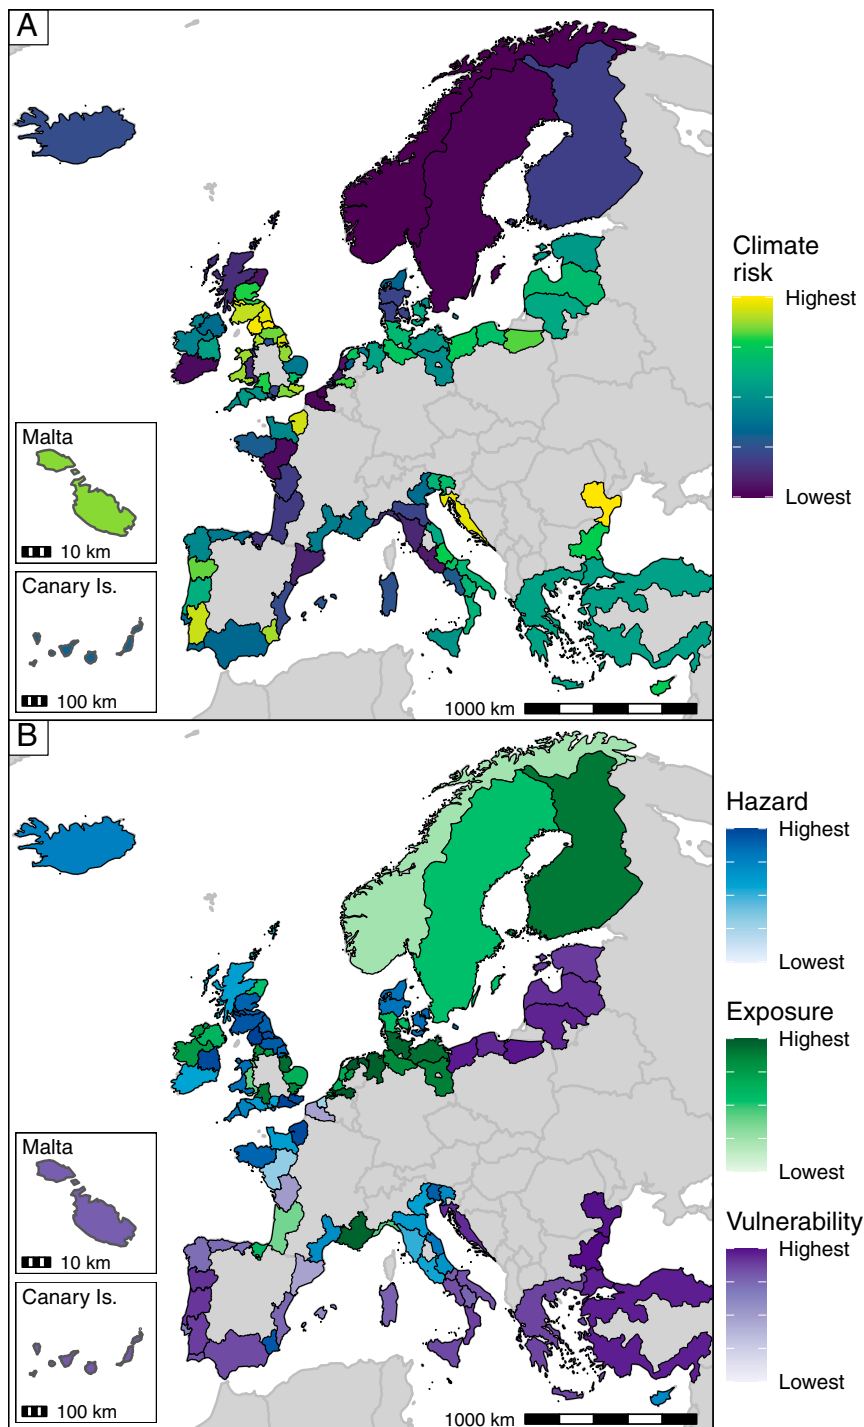 A
Climate
risk
Highest
Lowest
Malta
10 km
Canary Is.
100 km
1000 km
B
Hazard
Highest
Lowest
Exposure
Highest
Lowest
Malta
10 km
Vulnerability
Highest
Lowest
Canary Is.
100 km
1000 km